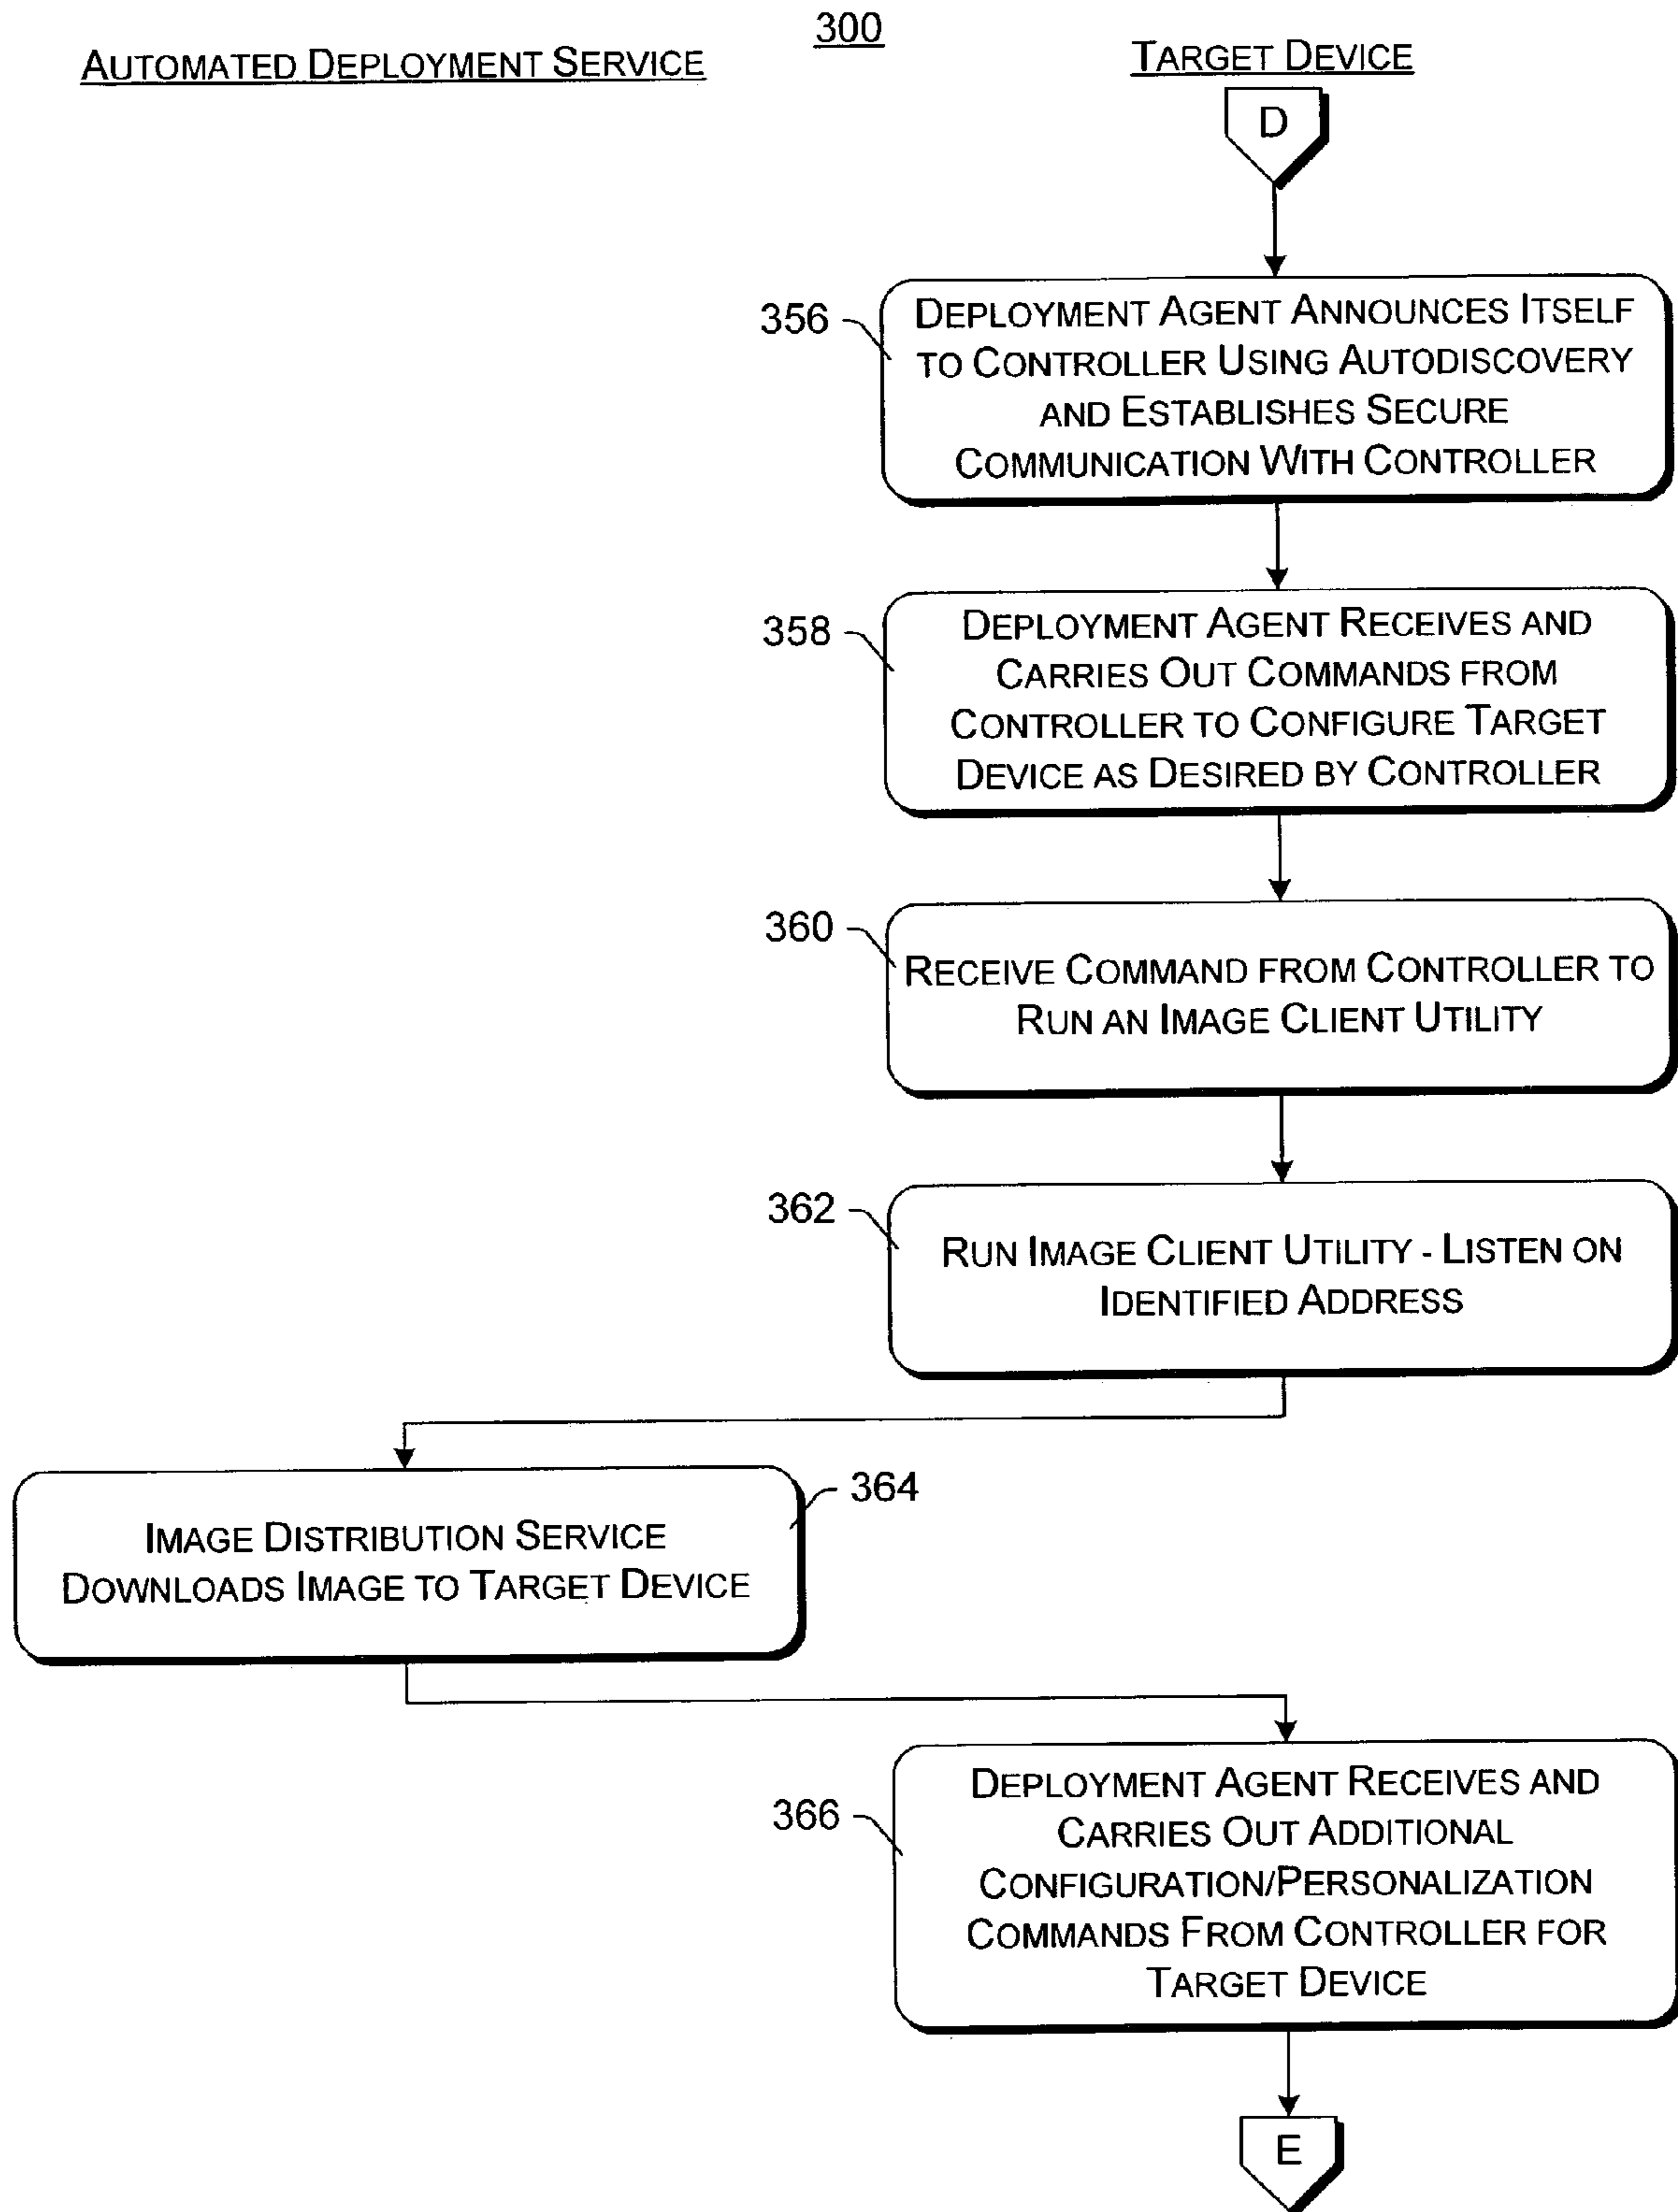 300
AUTOMATED DEPLOYMENT SERVICE
TARGET DEVICE
D
356
DEPLOYMENT AGENT ANNOUNCES ITSELF
TO CONTROLLER USING AUTODISCOVERY
AND ESTABLISHES SECURE
COMMUNICATION WITH CONTROLLER
358
DEPLOYMENT AGENT RECEIVES AND
CARRIES OUT COMMANDS FROM
CONTROLLER TO CONFIGURE TARGET
DEVICE AS DESIRED BY CONTROLLER
360
RECEIVE COMMAND FROM CONTROLLER TO
RUN AN IMAGE CLIENT UTILITY
362
RUN IMAGE CLIENT UTILITY - LISTEN ON
IDENTIFIED ADDRESS
364
IMAGE DISTRIBUTION SERVICE
DOWNLOADS IMAGE TO TARGET DEVICE
366
DEPLOYMENT AGENT RECEIVES AND
CARRIES OUT ADDITIONAL
CONFIGURATION/PERSONALIZATION
COMMANDS FROM CONTROLLER FOR
TARGET DEVICE
E